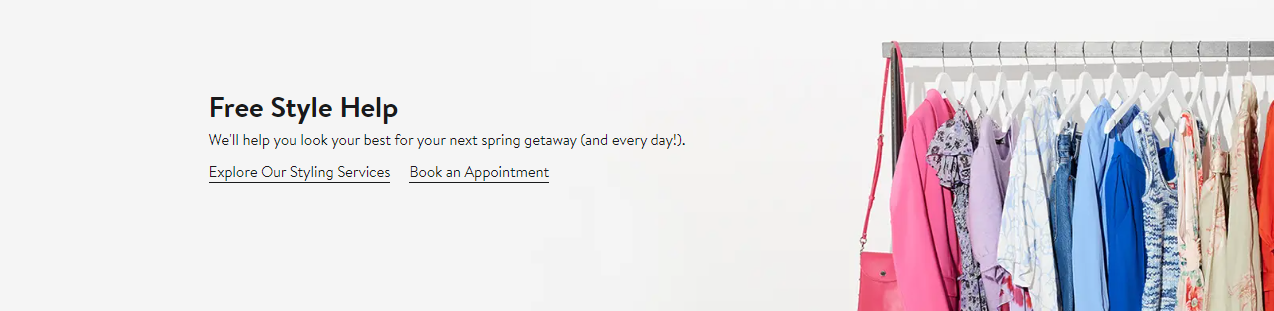 Free Style Help
We'll help you look your best for your next spring getaway (and every day!).
Explore Our Styling Services Book an Appointment